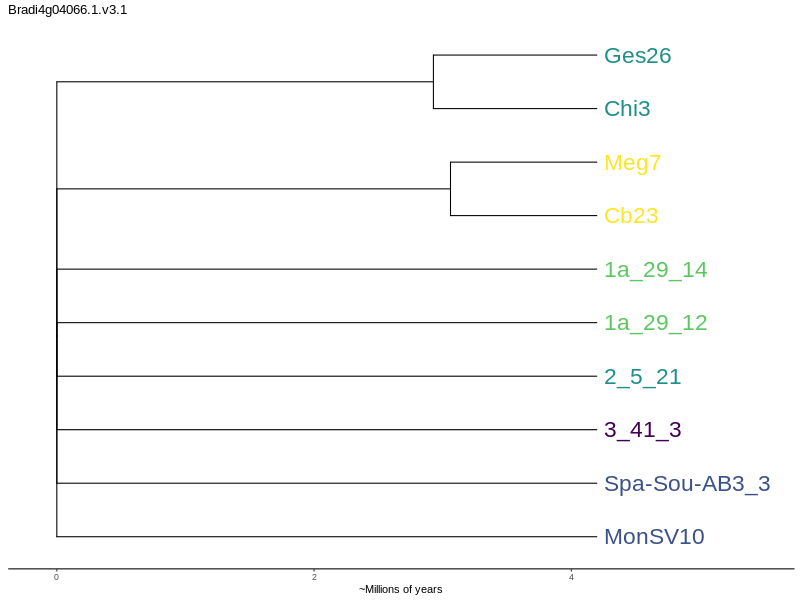 Bradi4g04066.1.v3.1
Ges26
Chi3
Meg7
Cb23
1a_29_14
1a_29_12
2_5_21
3_41_3
Spa-Sou-AB3_3
MonSV10
0 2 4
~Millions of years